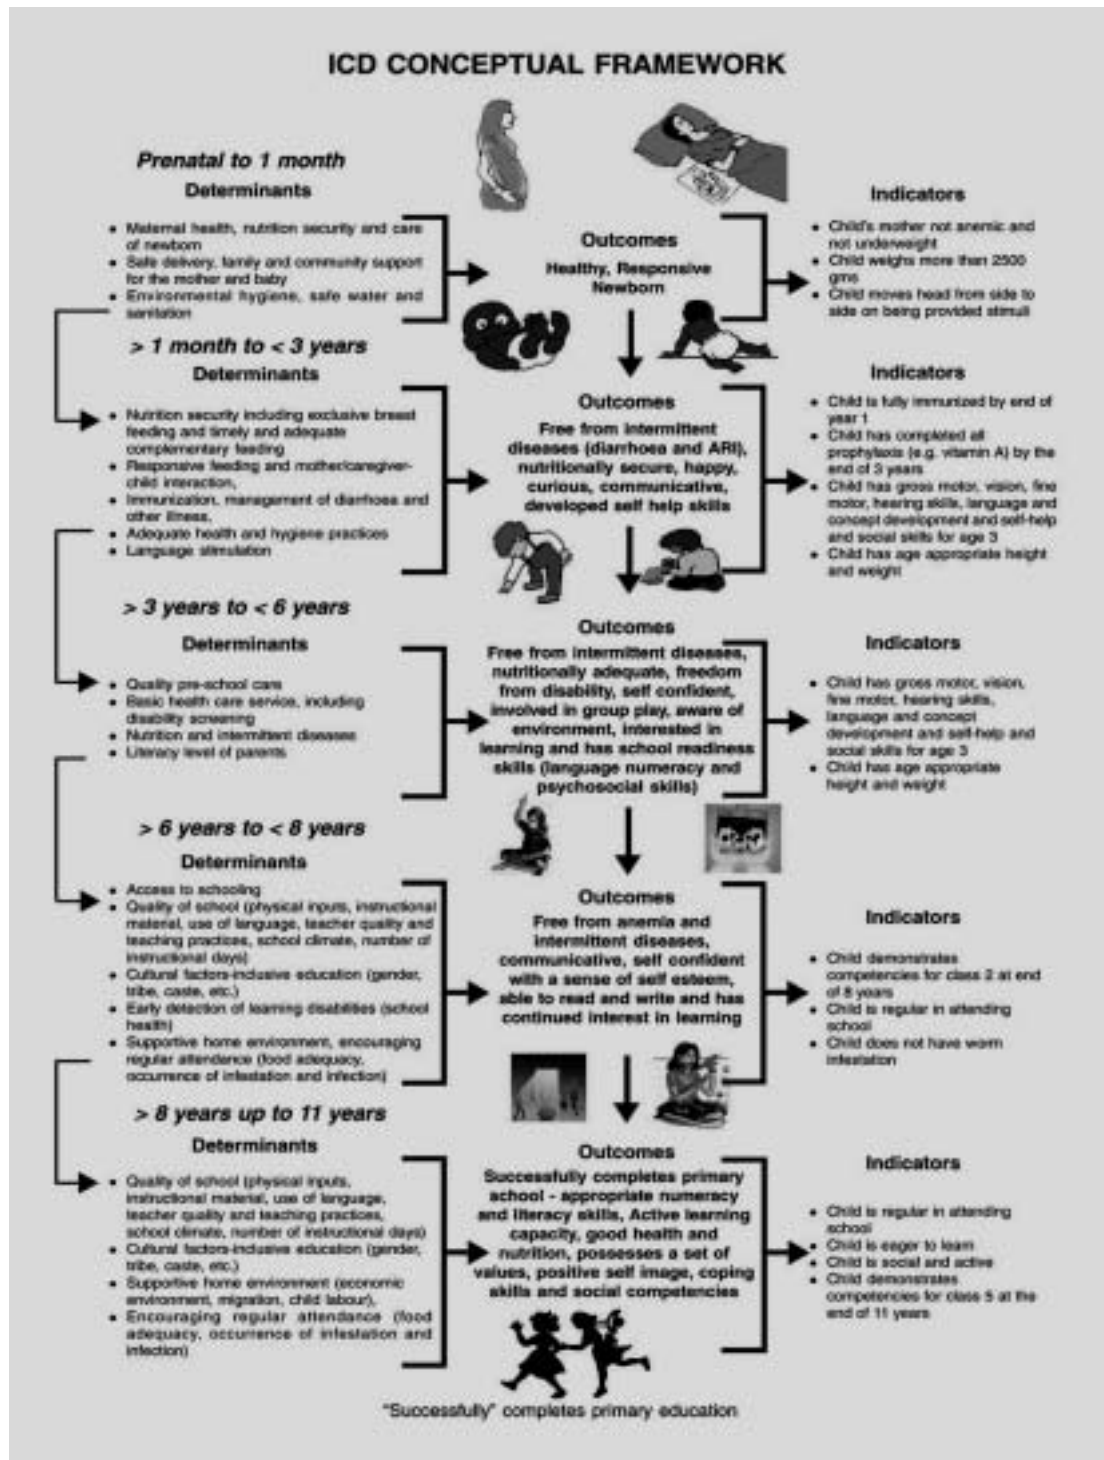 ICD CONCEPTUAL FRAMEWORK
Prenatal to 1 month
Determinants
• Maternal health, nutrition security and care
of newborn
• Safe delivery, family and community support
for the mother and baby
• Environmental hygiene, safe water and
sanitation
Outcomes
Healthy, Responsive
Newborn
Indicators
• Child's mother not anemic and
not underweight
• Child weighs more than 2500
gms
• Child moves head from side to
side on being provided stimuli
> 1 month to < 3 years
Determinants
• Nutrition security including exclusive breast
feeding and timely and adequate
complementary feeding
• Responsive feeding and mother/caregiver-
child interaction,
• Immunization, management of diarrhoea and
other illness,
• Adequate health and hygiene practices
• Language stimulation
Outcomes
Free from intermittent
diseases (diarrhoea and ARI),
nutritionally secure, happy,
curious, communicative,
developed self help skills
Indicators
• Child is fully immunized by end of
year 1
• Child has completed all
prophylaxis (e.g. vitamin A) by the
end of 3 years
• Child has gross motor, vision, fine
motor, hearing skills, language and
concept development and self-help
and social skills for age 3
• Child has age appropriate height
and weight
> 3 years to < 6 years
Determinants
• Quality pre-school care
• Basic health care service, including
disability screening
• Nutrition and intermittent diseases
• Literacy level of parents
Outcomes
Free from intermittent diseases,
nutritionally adequate, freedom
from disability, self confident,
involved in group play, aware of
environment, interested in
learning and has school readiness
skills (language numeracy and
psychosocial skills)
Indicators
• Child has gross motor, vision,
fine motor, hearing skills,
language and concept
development and self-help and
social skills for age 3
• Child has age appropriate
height and weight
> 6 years to < 8 years
Determinants
• Access to schooling
• Quality of school (physical inputs, instructional
material, use of language, teacher quality and
teaching practices, school climate, number of
instructional days)
• Cultural factors-inclusive education (gender,
tribe, caste, etc.)
• Early detection of learning disabilities (school
health)
• Supportive home environment, encouraging
regular attendance (food adequacy,
occurrence of infestation and infection)
Outcomes
Free from anemia and
intermittent diseases,
communicative, self confident
with a sense of self esteem,
able to read and write and has
continued interest in learning
Indicators
• Child demonstrates
competencies for class 2 at end
of 8 years
• Child is regular in attending
school
• Child does not have worm
infestation
> 8 years up to 11 years
Determinants
• Quality of school (physical inputs,
instructional material, use of language,
teacher quality and teaching practices,
school climate, number of instructional days)
• Cultural factors-inclusive education (gender,
tribe, caste, etc.)
• Supportive home environment (economic
environment, migration, child labour),
• Encouraging regular attendance (food
adequacy, occurrence of infestation and
infection)
Outcomes
Successfully completes primary
school - appropriate numeracy
and literacy skills, Active learning
capacity, good health and
nutrition, possesses a set of
values, positive self image, coping
skills and social competencies
Indicators
• Child is regular in attending
school
• Child is eager to learn
• Child is social and active
• Child demonstrates
competencies for class 5 at the
end of 11 years
"Successfully" completes primary education